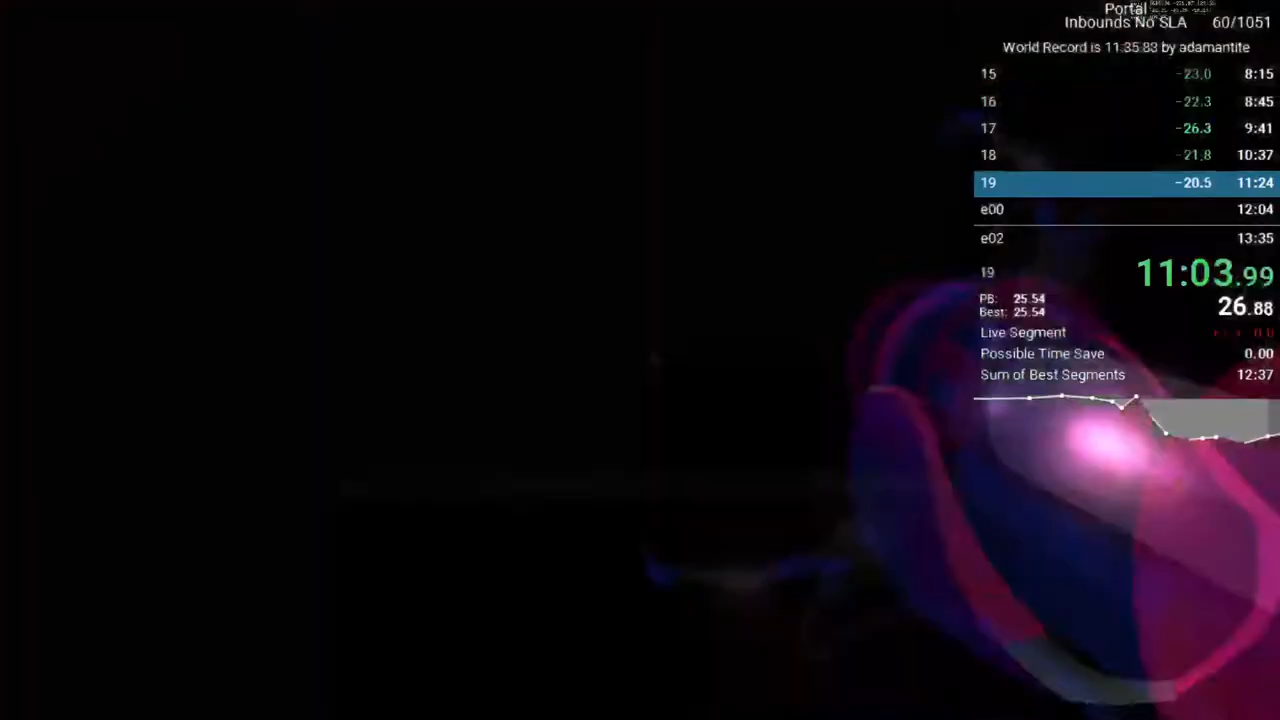 Portal
Inbounds No SLA 60/1051
World Record is 11:35.83 by adamantite
15 -23.0 8:15
16 -22.3 8:45
17 -26.3 9:41
18 -21.8 10:37
19 -20.5 11:24
e00 12:04
e02 13:35
19 11:03.99
PB: 25.54 26.88
Best: 25.54
Live Segment
Possible Time Save 0.00
Sum of Best Segments 12:37